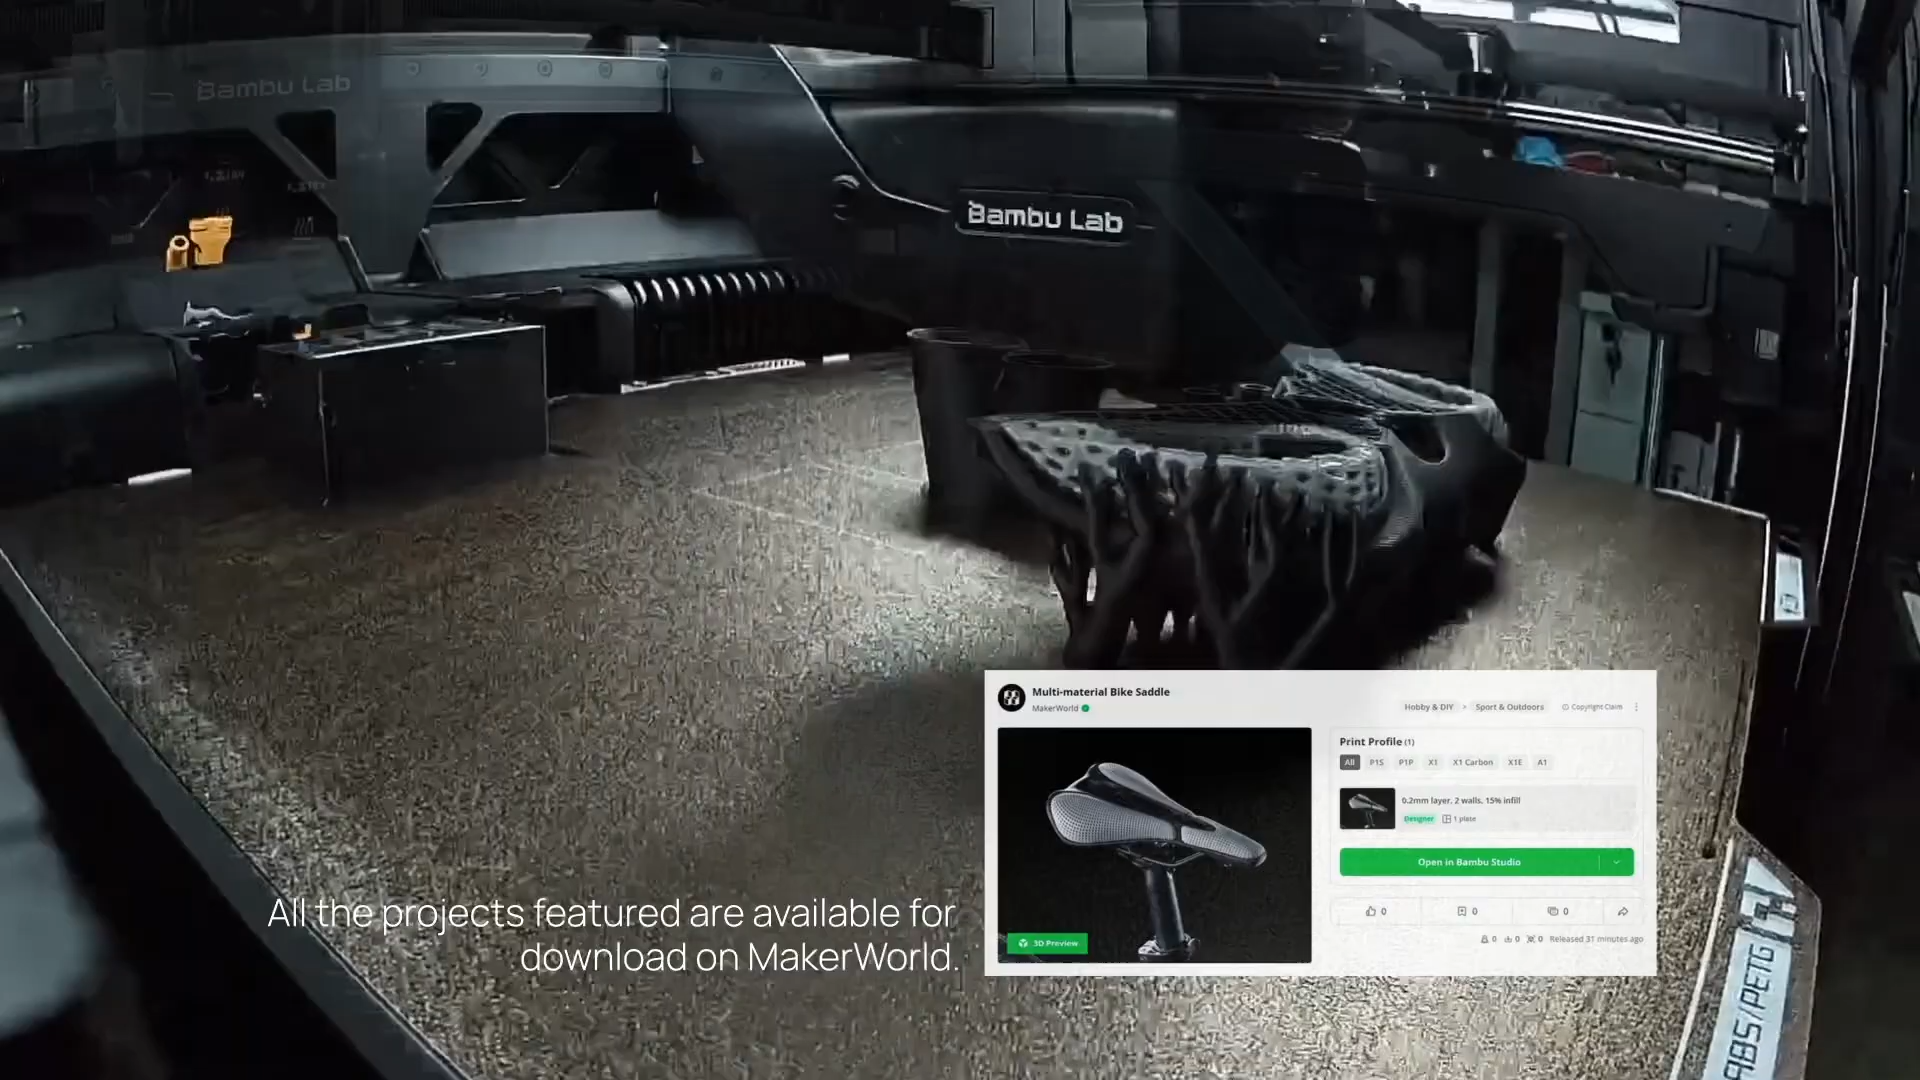 Bambu Lab
Bambu Lab
Multi-material Bike Saddle
MakerWorld
Hobby & DIY > Sport & Outdoors
Copyright Claim
Print Profile (1)
All P1S P1P X1 X1 Carbon X1E A1
0.2mm layer, 2 walls, 15% infill
Designer 1 plate
Open in Bambu Studio
0 0 0
0 0 0 Released 31 minutes ago
3D Preview
All the projects featured are available for
download on MakerWorld.
ABS/PETG